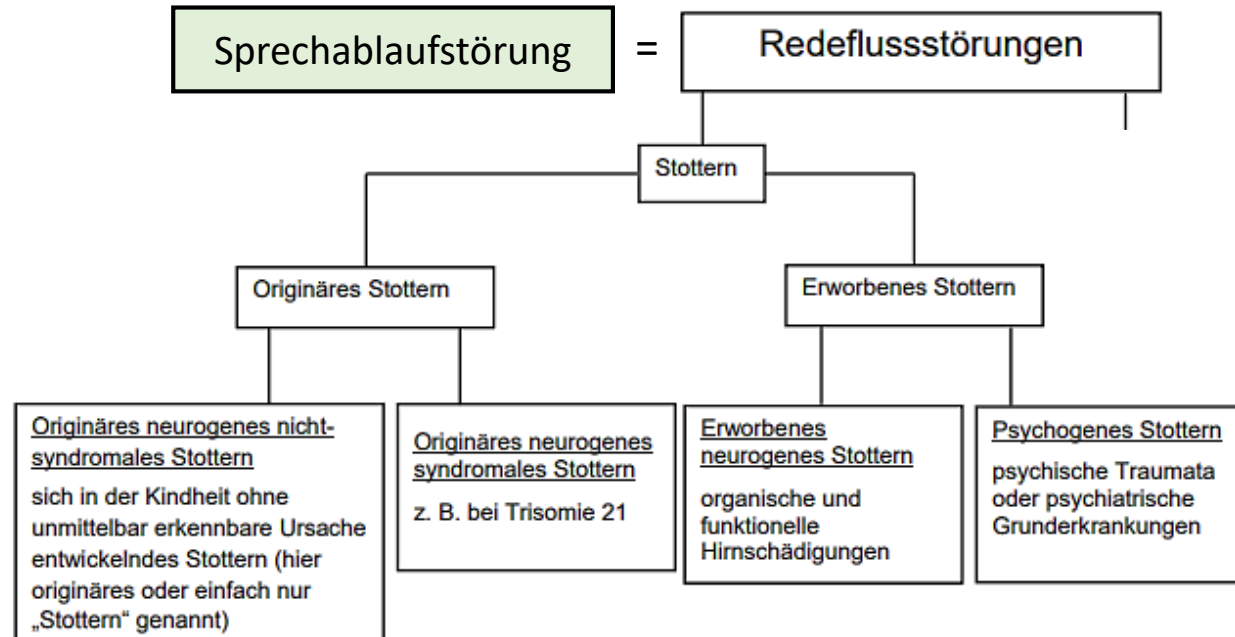 Sprechablaufstörung = Redeflussstörungen
Stottern
Originäres Stottern
Erworbenes Stottern
Originäres neurogenes nicht-
syndromales Stottern
sich in der Kindheit ohne
unmittelbar erkennbare Ursache
entwickelndes Stottern (hier
originäres oder einfach nur
„Stottern“ genannt)
Originäres neurogenes
syndromales Stottern
z. B. bei Trisomie 21
Erworbenes
neurogenes Stottern
organische und
funktionelle
Hirnschädigungen
Psychogenes Stottern
psychische Traumata
oder psychiatrische
Grunderkrankungen